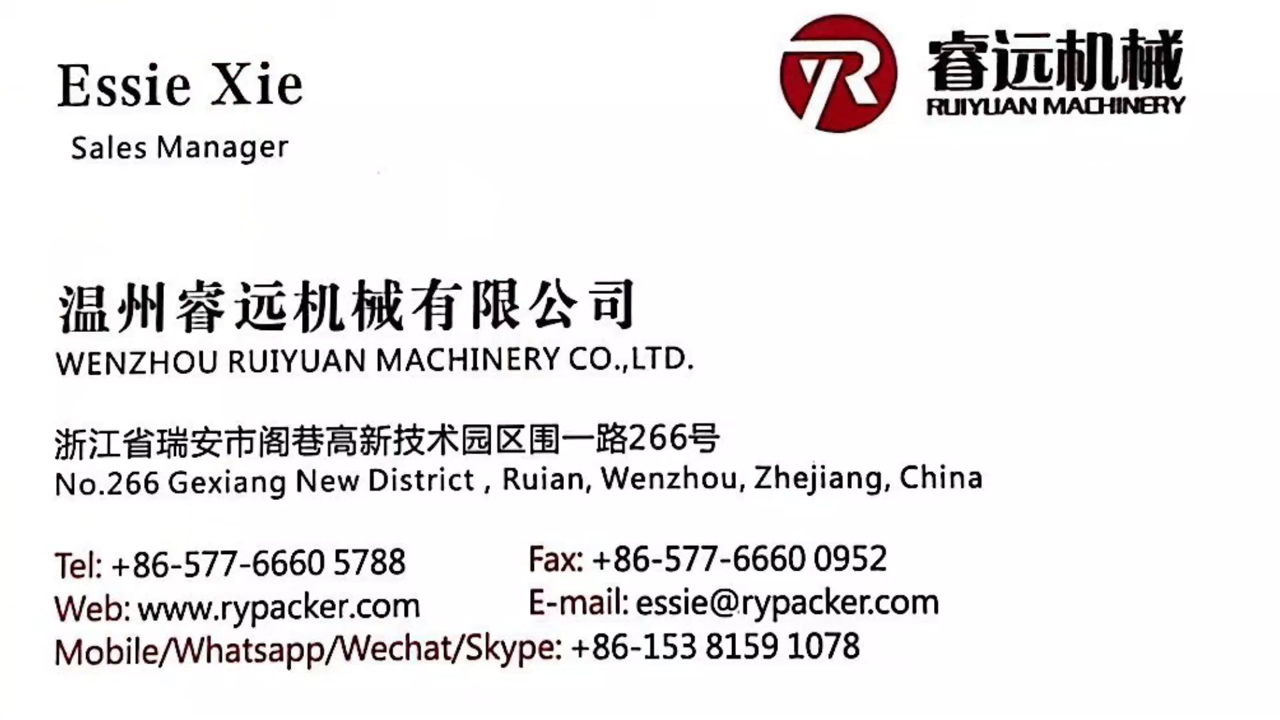 Essie Xie
Sales Manager
睿远机械
RUIYUAN MACHINERY
温州睿远机械有限公司
WENZHOU RUIYUAN MACHINERY CO.,LTD.
浙江省瑞安市阁巷高新技术园区围一路266号
No.266 Gexiang New District , Ruian, Wenzhou, Zhejiang, China
Tel: +86-577-6660 5788 Fax: +86-577-6660 0952
Web: www.rypacker.com E-mail: essie@rypacker.com
Mobile/Whatsapp/Wechat/Skype: +86-153 8159 1078